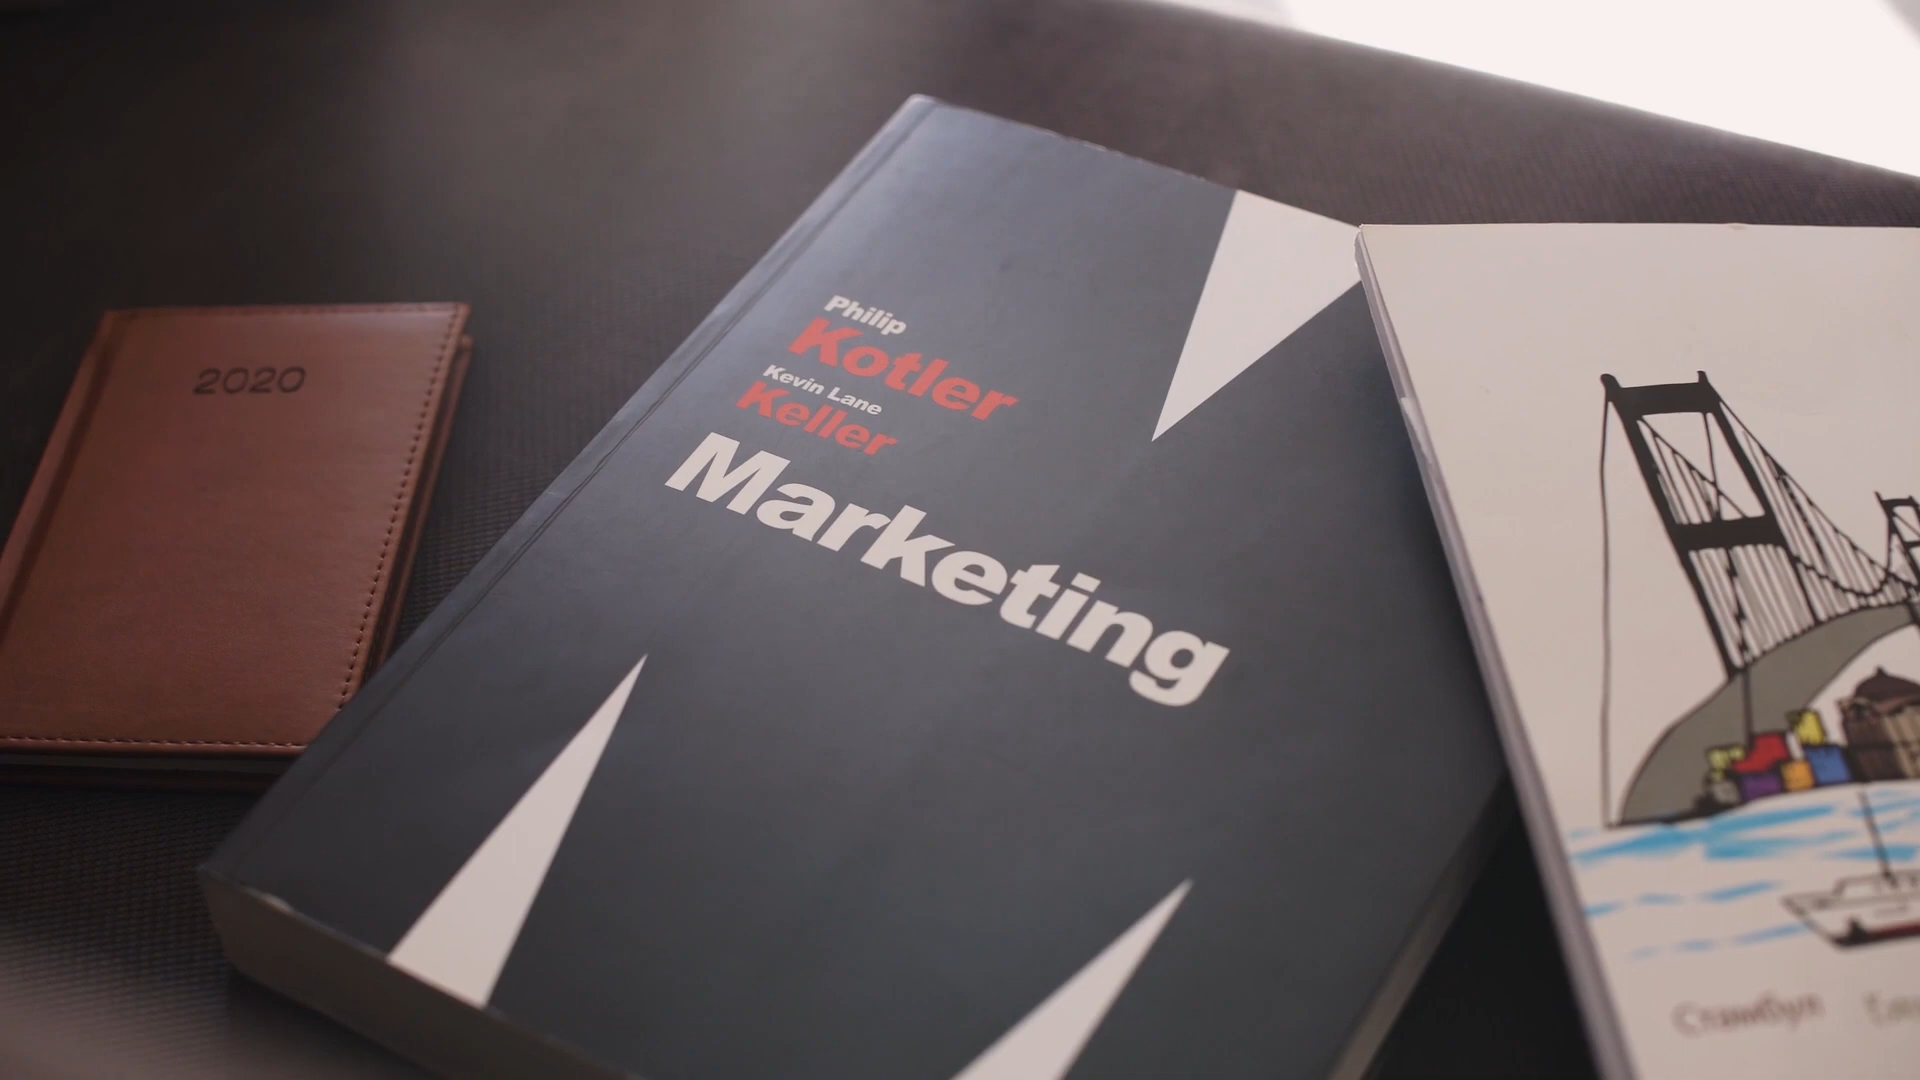 2020
Philip
Kotler
Kevin Lane
Keller
Marketing
Стамбул